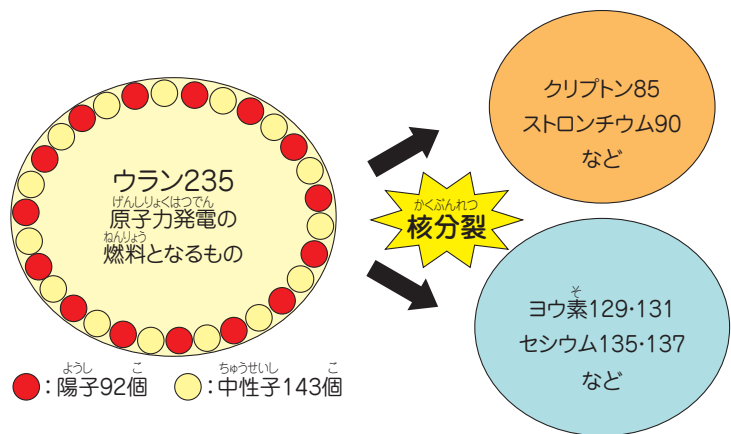 ウラン235
げんしりょくはつでん
原子力発電の
ねんりょう
燃料となるもの
ようし こ
:陽子92個
ちゅうせいし こ
:中性子143個
かくぶんれつ
核分裂
クリプトン85
ストロンチウム90
など
そ
ヨウ素129·131
セシウム135·137
など